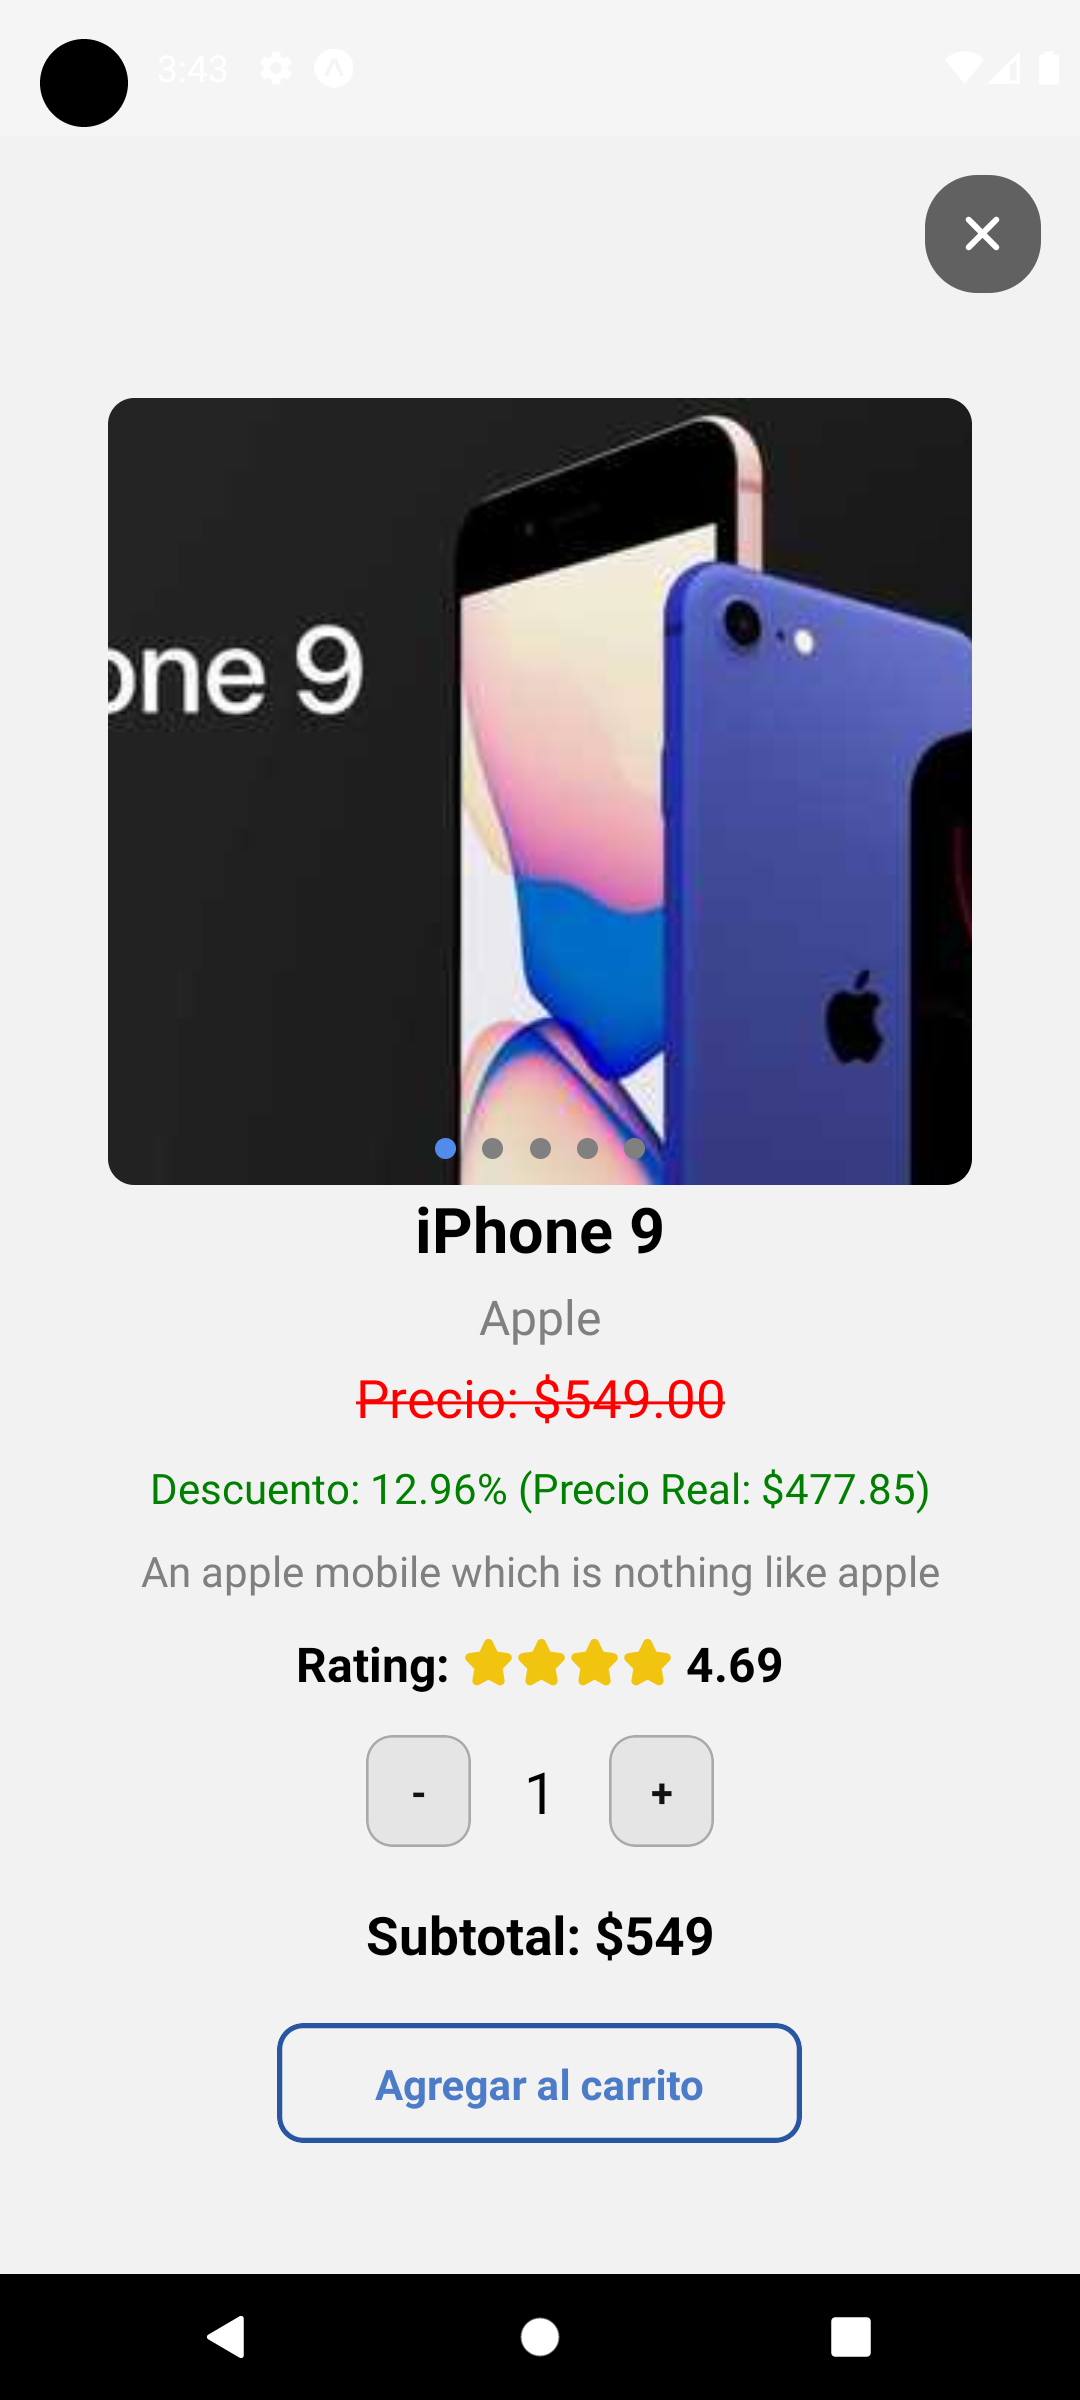 3:43
one 9
iPhone 9
Apple
Precio: $549.00
Descuento: 12.96% (Precio Real: $477.85)
An apple mobile which is nothing like apple
Rating: 4.69
- 1 +
Subtotal: $549
Agregar al carrito